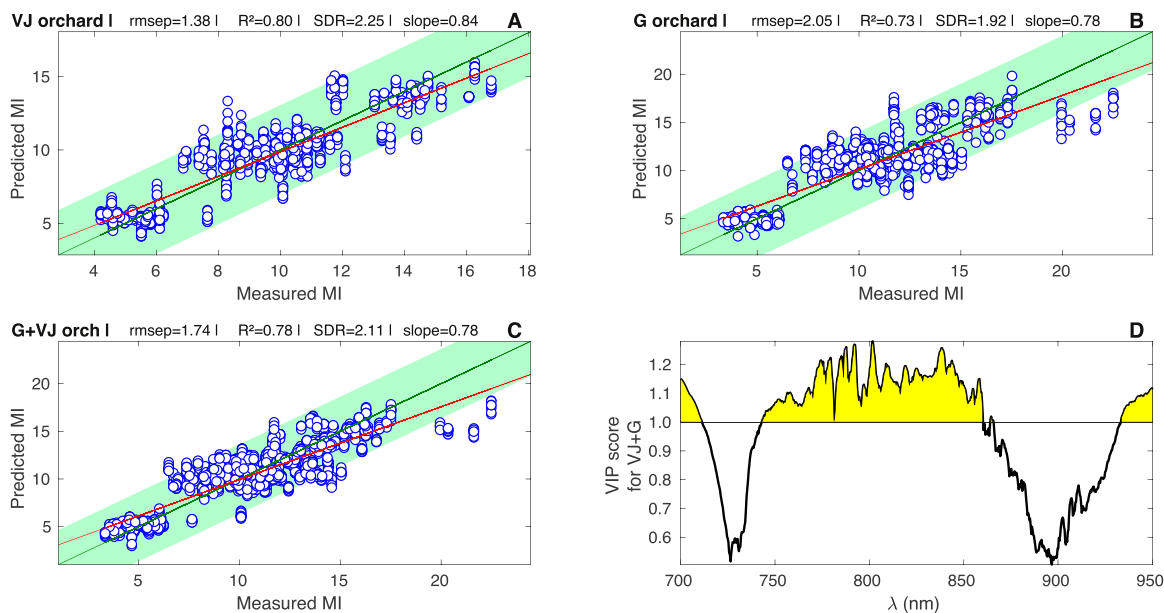 VJ orchard I rmsep=1.38 I R²=0.80 I SDR=2.25 I slope=0.84 A
15
10
5
Predicted MI
4 6 8 10 12 14 16 18
Measured MI
G orchard I rmsep=2.05 I R²=0.73 I SDR=1.92 I slope=0.78 B
20
15
10
5
Predicted MI
5 10 15 20
Measured MI
G+VJ orch I rmsep=1.74 I R²=0.78 I SDR=2.11 I slope=0.78 C
20
15
10
5
Predicted MI
5 10 15 20
Measured MI
D
1.2
1.1
1.0
0.9
0.8
0.7
0.6
VIP score
for VJ+G
700 750 800 850 900 950
λ (nm)